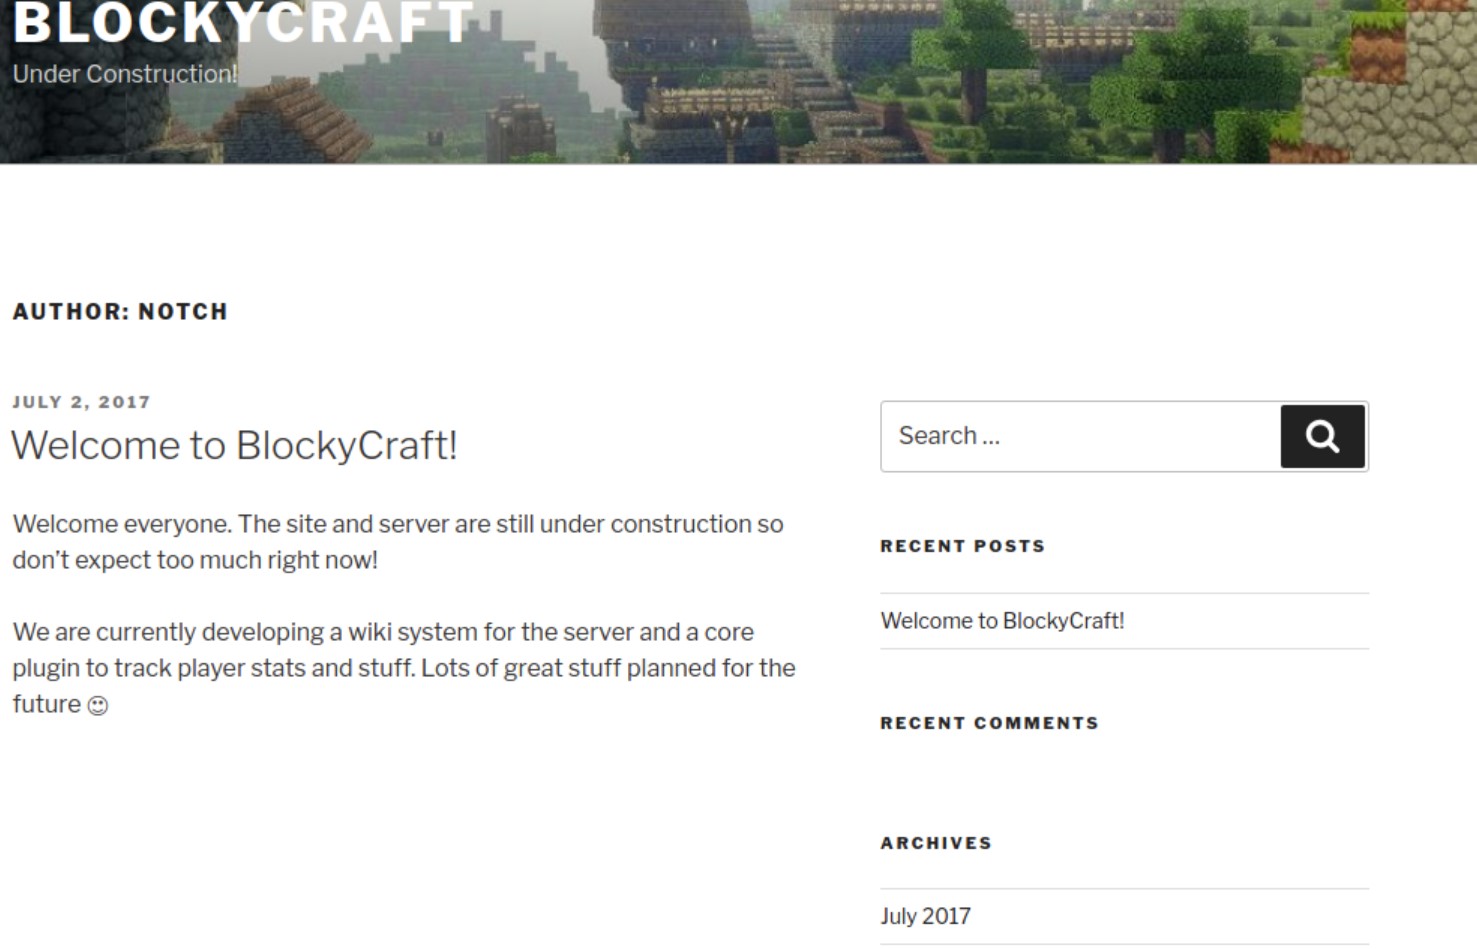 BLOCKYCRAFT
Under Construction!
AUTHOR: NOTCH
JULY 2, 2017
Welcome to BlockyCraft!
Welcome everyone. The site and server are still under construction so
don’t expect too much right now!
We are currently developing a wiki system for the server and a core
plugin to track player stats and stuff. Lots of great stuff planned for the
future 🙂
Search …
RECENT POSTS
Welcome to BlockyCraft!
RECENT COMMENTS
ARCHIVES
July 2017